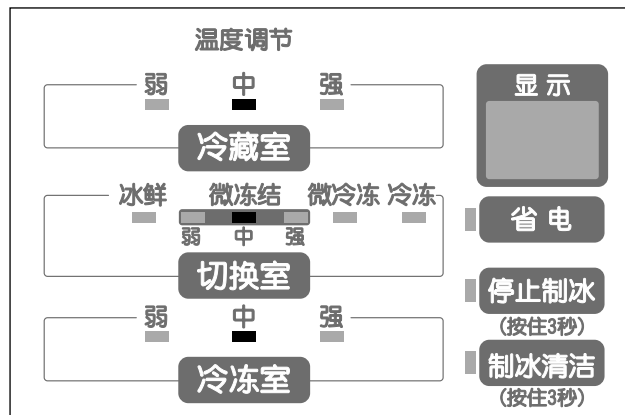 温度调节
弱 中 强
冷藏室
冰鲜 微冻结 微冷冻 冷冻
弱 中 强
切换室
弱 中 强
冷冻室
显示
省电
停止制冰
(按住3秒)
制冰清洁
(按住3秒)